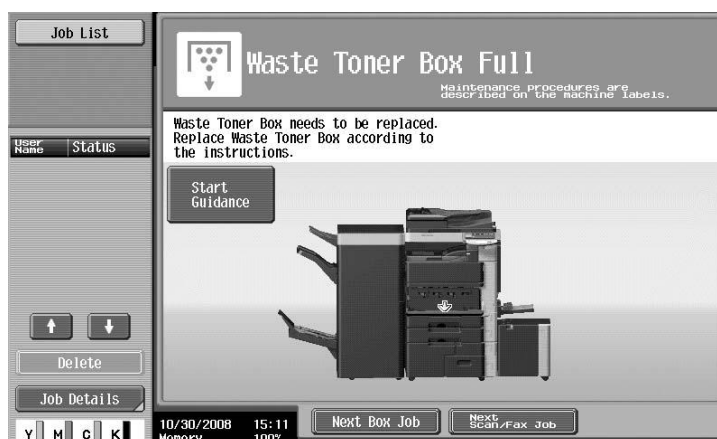 Job List
User Name
Status
Delete
Job Details
Y M C K
Waste Toner Box Full
Maintenance procedures are
described on the machine labels.
Waste Toner Box needs to be replaced.
Replace Waste Toner Box according to
the instructions.
Start
Guidance
10/30/2008 15:11
Memory 100%
Next Box Job
Next
Scan/Fax Job